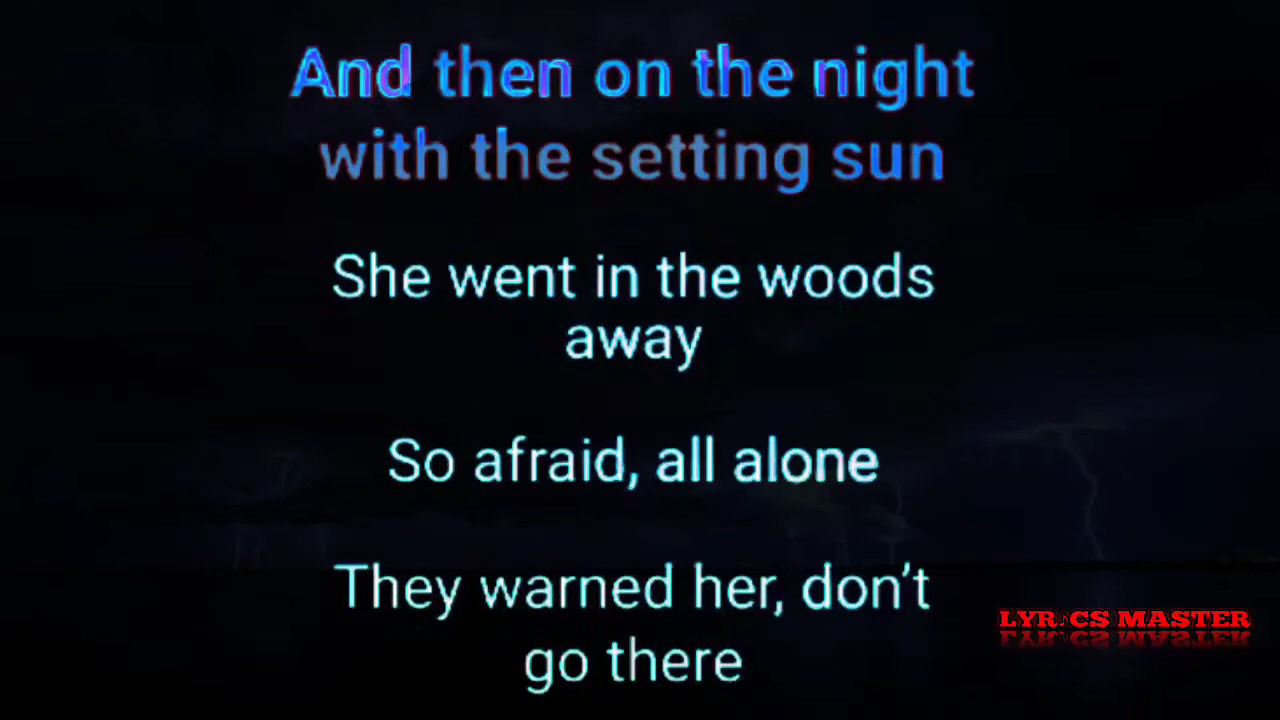 And then on the night
with the setting sun
She went in the woods
away
So afraid, all alone
They warned her, don’t
go there
LYRICS MASTER